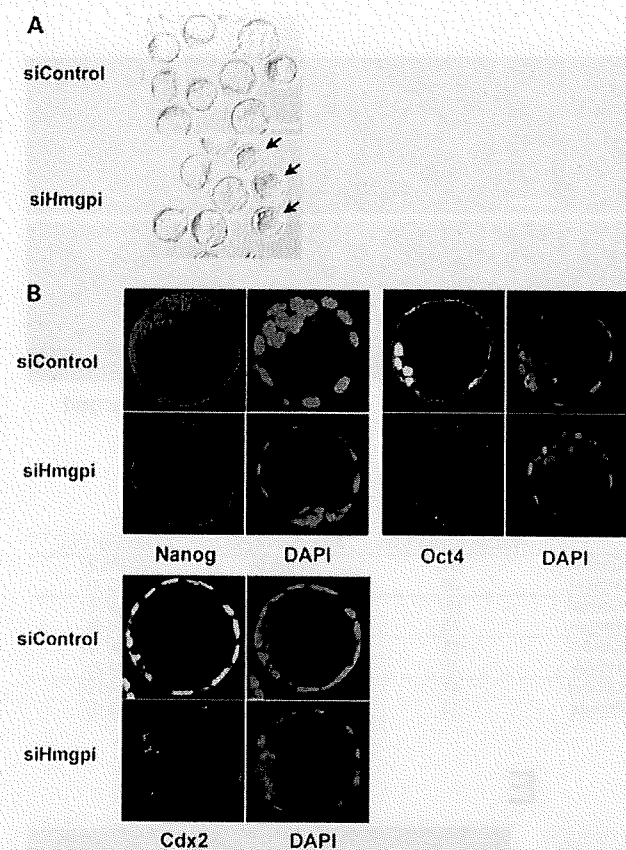 A
siControl
siHmgpi
B
siControl
siHmgpi
Nanog DAPI Oct4 DAPI
siControl
siHmgpi
Cdx2 DAPI